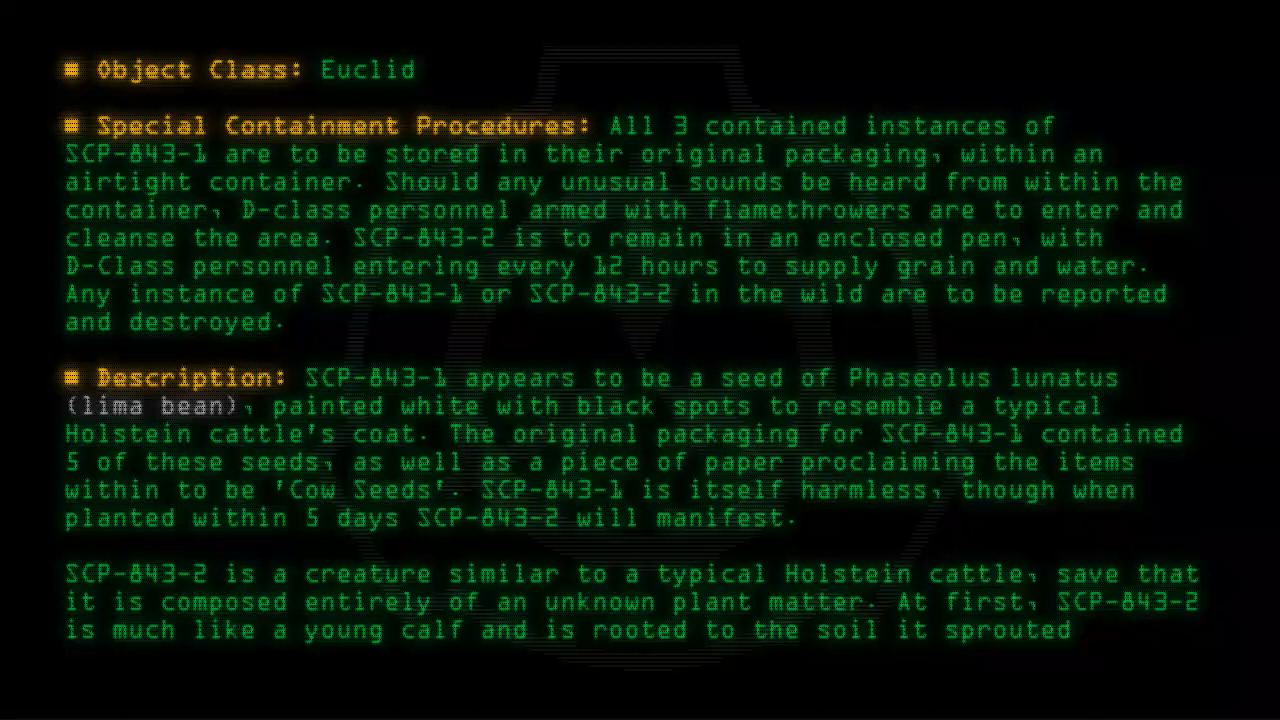 ■ Object Class: Euclid
■ Special Containment Procedures: All 3 contained instances of
SCP-843-1 are to be stored in their original packaging, within an
airtight container. Should any unusual sounds be heard from within the
container, D-class personnel armed with flamethrowers are to enter and
cleanse the area. SCP-843-2 is to remain in an enclosed pen, with
D-Class personnel entering every 12 hours to supply grain and water.
Any instance of SCP-843-1 or SCP-843-2 in the wild are to be reported
and destroyed.
■ Description: SCP-843-1 appears to be a seed of Phaseolus lunatus
(lima bean), painted white with black spots to resemble a typical
Holstein cattle's coat. The original packaging for SCP-843-1 contained
5 of these seeds, as well as a piece of paper proclaiming the items
within to be 'Cow Seeds'. SCP-843-1 is itself harmless, though when
planted within 5 days SCP-843-2 will manifest.
SCP-843-2 is a creature similar to a typical Holstein cattle, save that
it is composed entirely of an unknown plant matter. At first, SCP-843-2
is much like a young calf and is rooted to the soil it sprouted